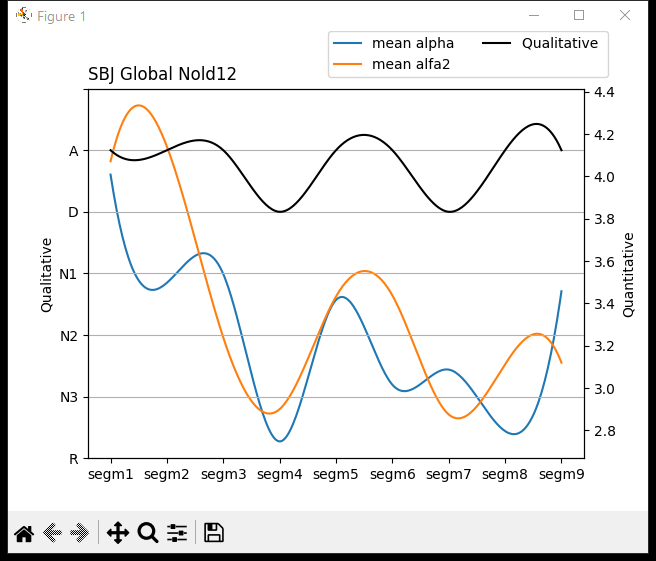 Figure 1
mean alpha
mean alfa2
Qualitative
SBJ Global Nold12
A
D
N1
N2
N3
R
Qualitative
4.4
4.2
4.0
3.8
3.6
3.4
3.2
3.0
2.8
Quantitative
segm1 segm2 segm3 segm4 segm5 segm6 segm7 segm8 segm9